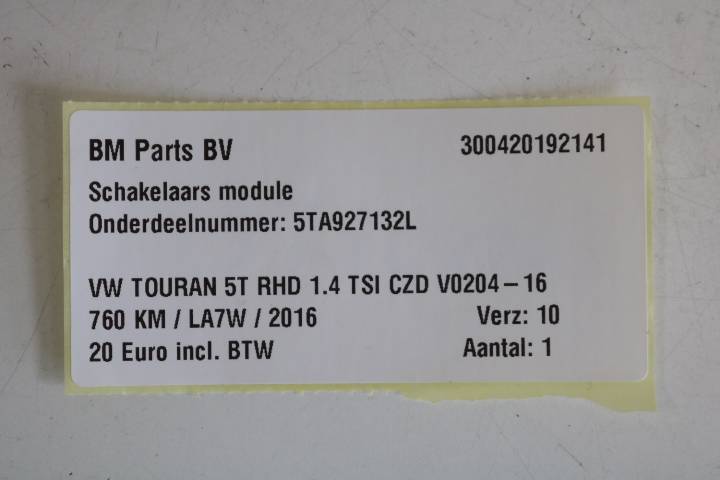 BM Parts BV 300420192141
Schakelaars module
Onderdeelnummer: 5TA927132L
VW TOURAN 5T RHD 1.4 TSI CZD V0204-16
760 KM / LA7W / 2016 Verz: 10
20 Euro incl. BTW Aantal: 1